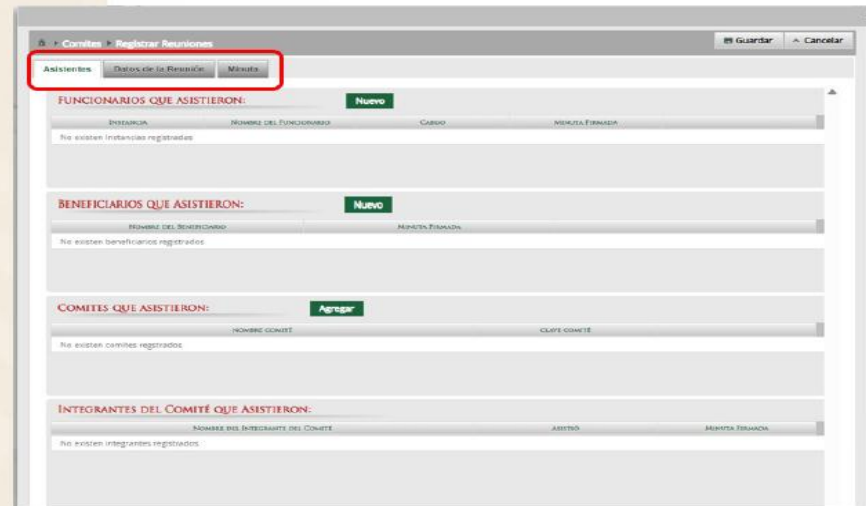 Comites Registrar Reuniones Guardar Cancelar
Asistentes Datos de la Reunión Minuta
FUNCIONARIOS QUE ASISTIERON: Nuevo
INSTANCIA NOMBRE DEL FUNCIONARIO CARGO MINUTA FIRMADA
No existen instancias registradas
BENEFICIARIOS QUE ASISTIERON: Nuevo
NOMBRE DEL BENEFICIARIO MINUTA FIRMADA
No existen beneficiarios registrados
COMITES QUE ASISTIERON: Agregar
NOMBRE COMITÉ CLAVE COMITÉ
No existen comites registrados
INTEGRANTES DEL COMITÉ QUE ASISTIERON:
NOMBRE DEL INTEGRANTE DEL COMITÉ ASISTIÓ MINUTA FIRMADA
No existen integrantes registrados